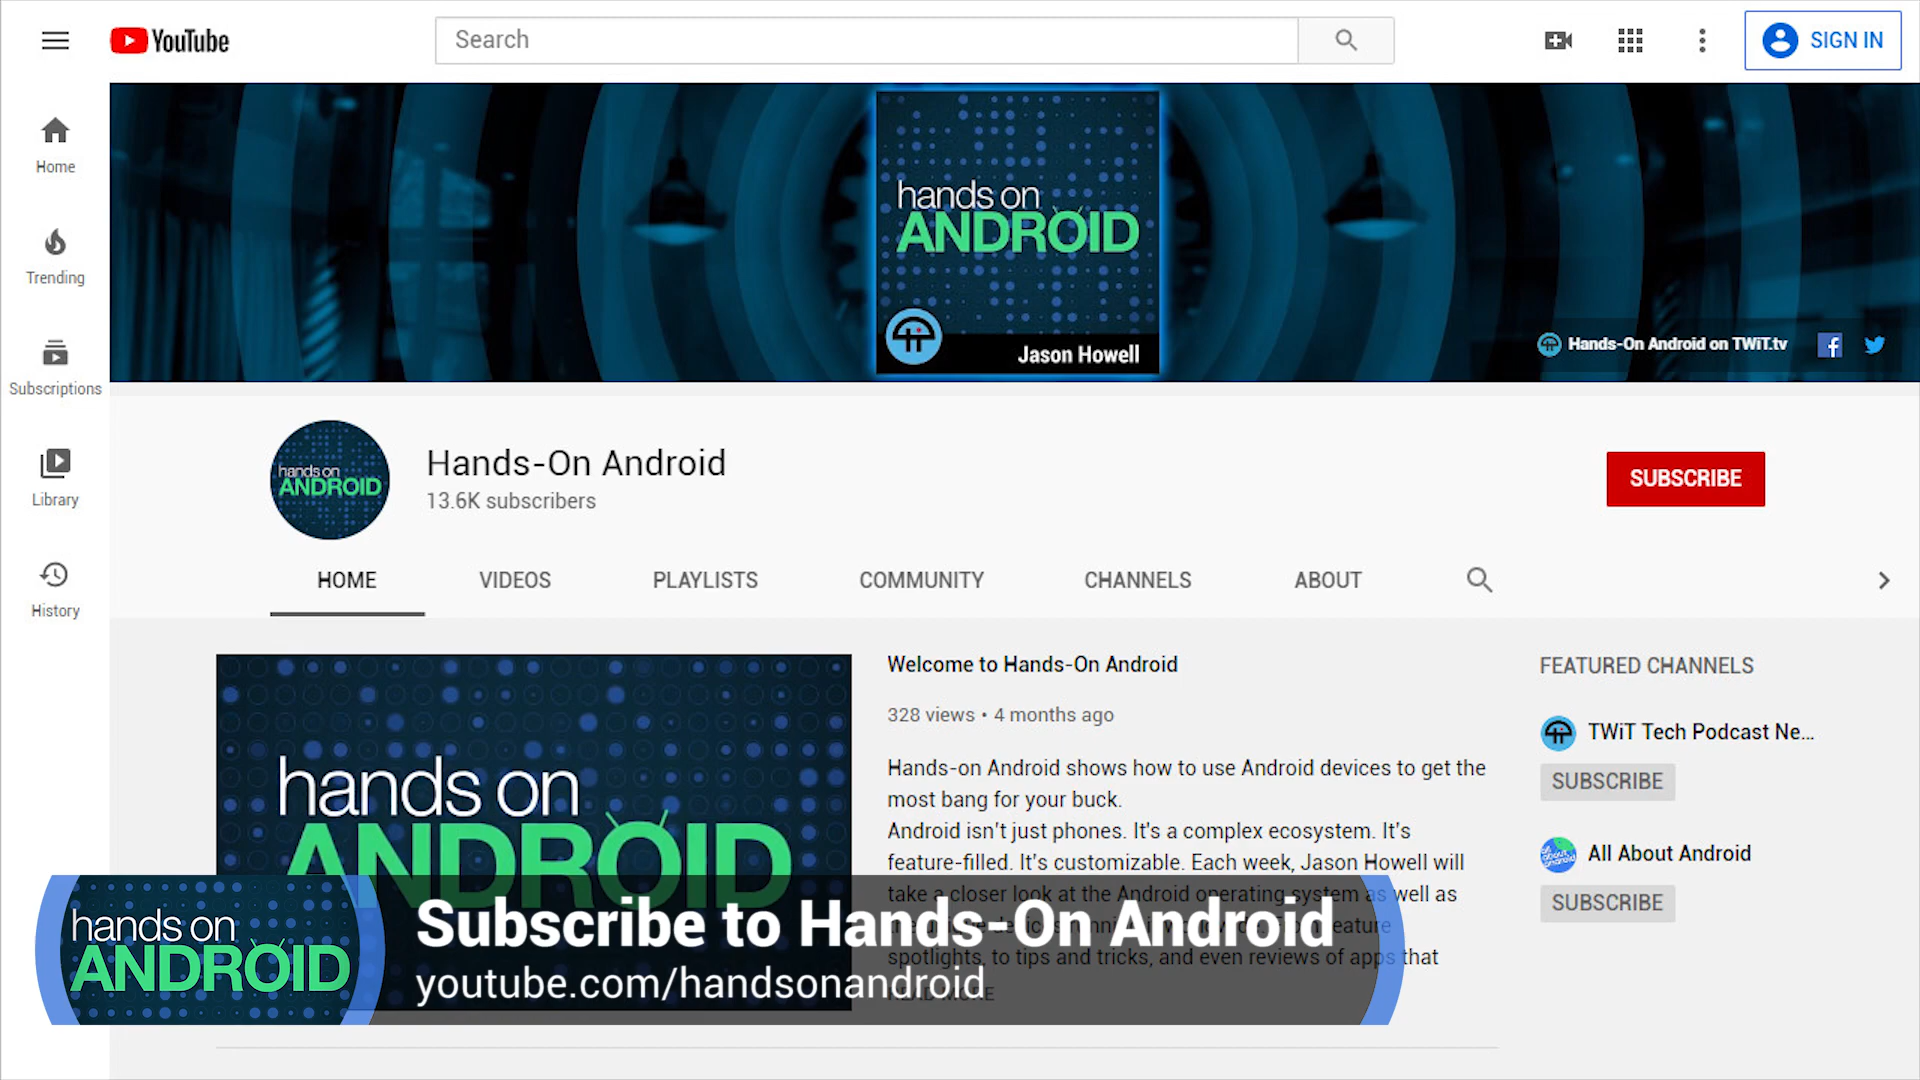 YouTube
Search
SIGN IN
Home
Trending
Subscriptions
Library
History
hands on
ANDROID
Jason Howell
Hands-On Android on TWiT.tv
hands on
ANDROID
Hands-On Android
13.6K subscribers
SUBSCRIBE
HOME VIDEOS PLAYLISTS COMMUNITY CHANNELS ABOUT
hands on
ANDROID
Welcome to Hands-On Android
328 views • 4 months ago
Hands-on Android shows how to use Android devices to get the
most bang for your buck.
Android isn't just phones. It's a complex ecosystem. It's
feature-filled. It's customizable. Each week, Jason Howell will
take a closer look at the Android operating system as well as
feature
spotlights, to tips and tricks, and even reviews of apps that
READ MORE
FEATURED CHANNELS
TWiT Tech Podcast Ne...
SUBSCRIBE
All About Android
SUBSCRIBE
hands on
ANDROID
Subscribe to Hands-On Android
youtube.com/handsonandroid